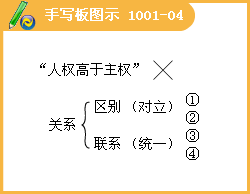 手写板图示 1001-04
“人权高于主权” ×
区别（对立） ①
②
关系
联系（统一） ③
④